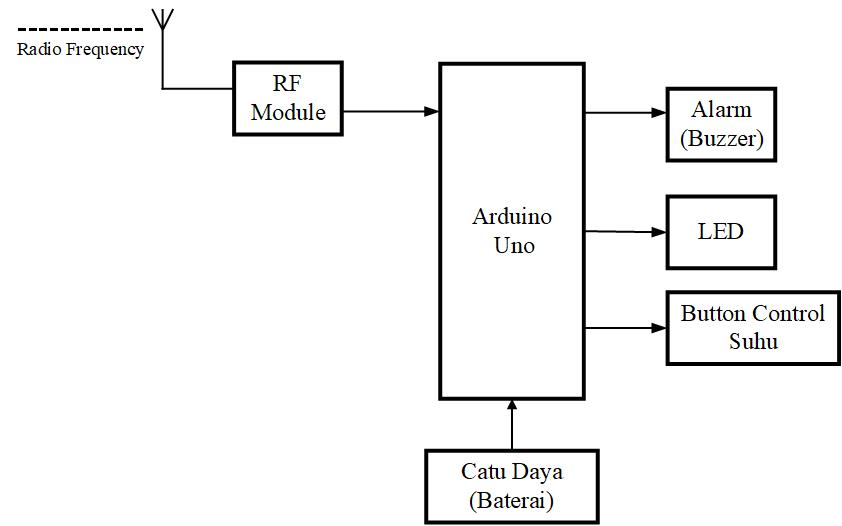 Radio Frequency
RF
Module
Alarm
(Buzzer)
Arduino
Uno
LED
Button Control
Suhu
Catu Daya
(Baterai)